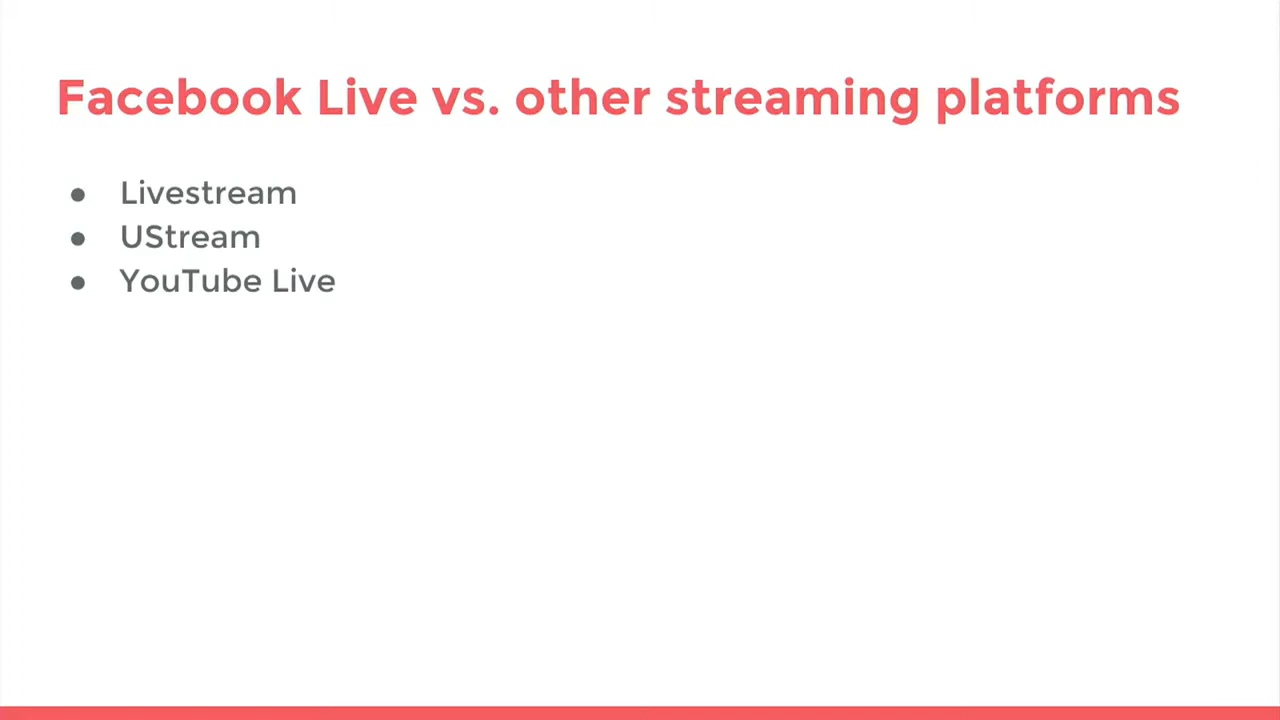 Facebook Live vs. other streaming platforms
● Livestream
● UStream
● YouTube Live